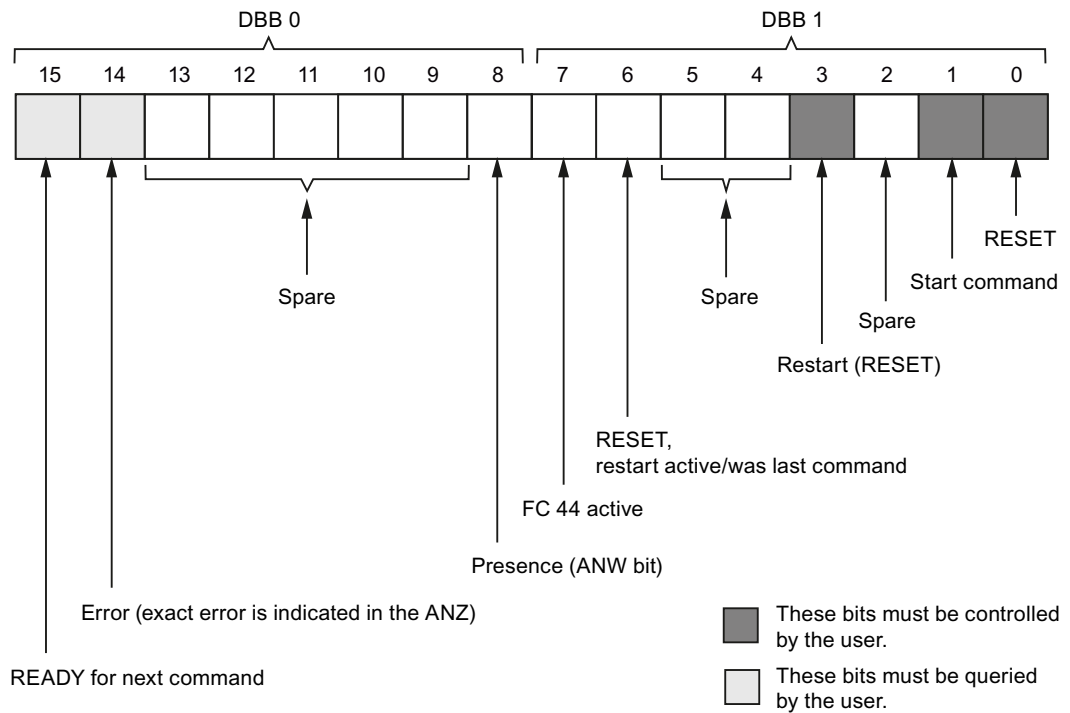 DBB 0 DBB 1
15 14 13 12 11 10 9 8 7 6 5 4 3 2 1 0
RESET
Start command
Spare Spare
Spare
Restart (RESET)
RESET,
restart active/was last command
FC 44 active
Presence (ANW bit)
Error (exact error is indicated in the ANZ)
READY for next command
These bits must be controlled
by the user.
These bits must be queried
by the user.